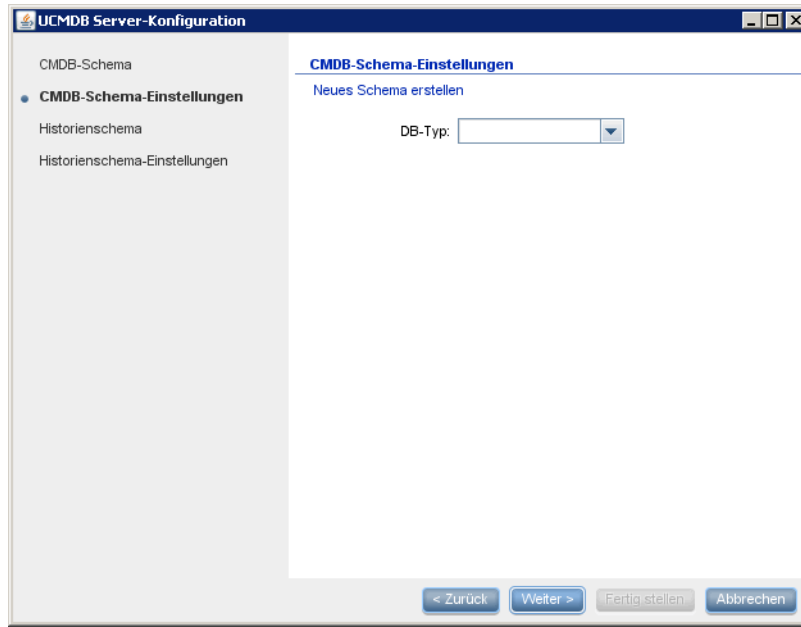 UCMDB Server-Konfiguration
CMDB-Schema
CMDB-Schema-Einstellungen
Historienschema
Historienschema-Einstellungen
CMDB-Schema-Einstellungen
Neues Schema erstellen
DB-Typ:
< Zurück
Weiter >
Fertig stellen
Abbrechen